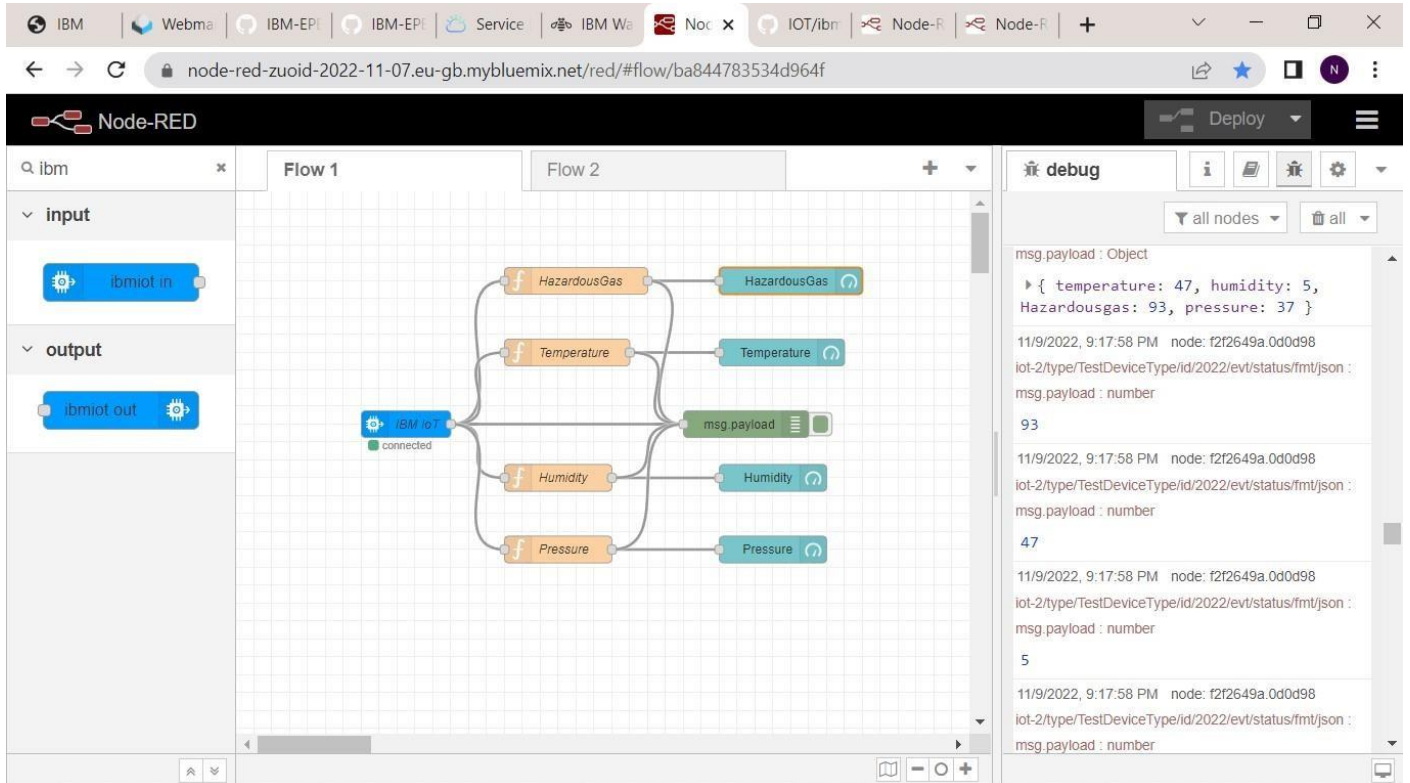 IBM
Webma
IBM-EPB
IBM-EPB
Service
IBM Wa
Noc
IOT/ibm
Node-R
Node-R
node-red-zuoid-2022-11-07.eu-gb.mybluemix.net/red/#flow/ba844783534d964f
N
Node-RED
Deploy
ibm
Flow 1
Flow 2
debug
i
input
all nodes
all
ibmiot in
output
ibmiot out
HazardousGas
HazardousGas
Temperature
Temperature
IBM IoT
connected
msg.payload
Humidity
Humidity
Pressure
Pressure
msg.payload : Object
{ temperature: 47, humidity: 5,
Hazardousgas: 93, pressure: 37 }
11/9/2022, 9:17:58 PM node: f2f2649a.0d0d98
iot-2/type/TestDeviceType/id/2022/evt/status/fmt/json :
msg.payload : number
93
11/9/2022, 9:17:58 PM node: f2f2649a.0d0d98
iot-2/type/TestDeviceType/id/2022/evt/status/fmt/json :
msg.payload : number
47
11/9/2022, 9:17:58 PM node: f2f2649a.0d0d98
iot-2/type/TestDeviceType/id/2022/evt/status/fmt/json :
msg.payload : number
5
11/9/2022, 9:17:58 PM node: f2f2649a.0d0d98
iot-2/type/TestDeviceType/id/2022/evt/status/fmt/json :
msg.payload : number